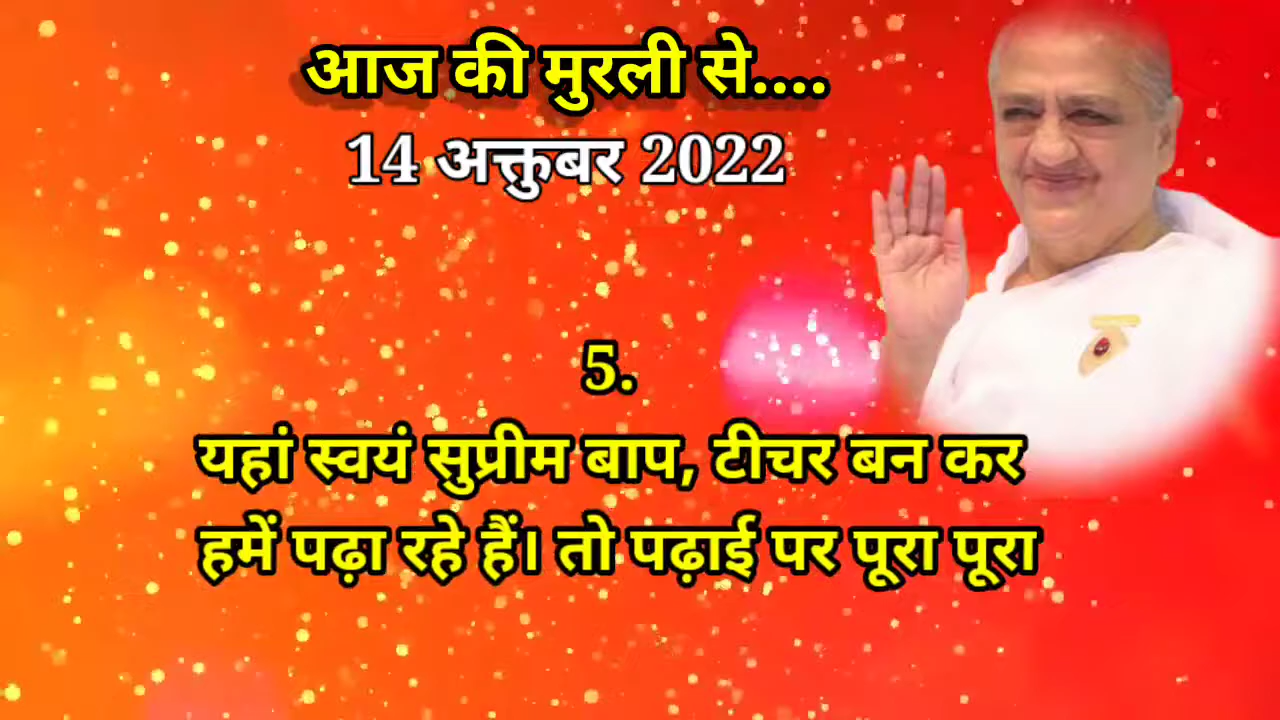 आज की मुरली से....
14 अक्तुबर 2022
5.
यहां स्वयं सुप्रीम बाप, टीचर बन कर
हमें पढ़ा रहे हैं। तो पढ़ाई पर पूरा पूरा